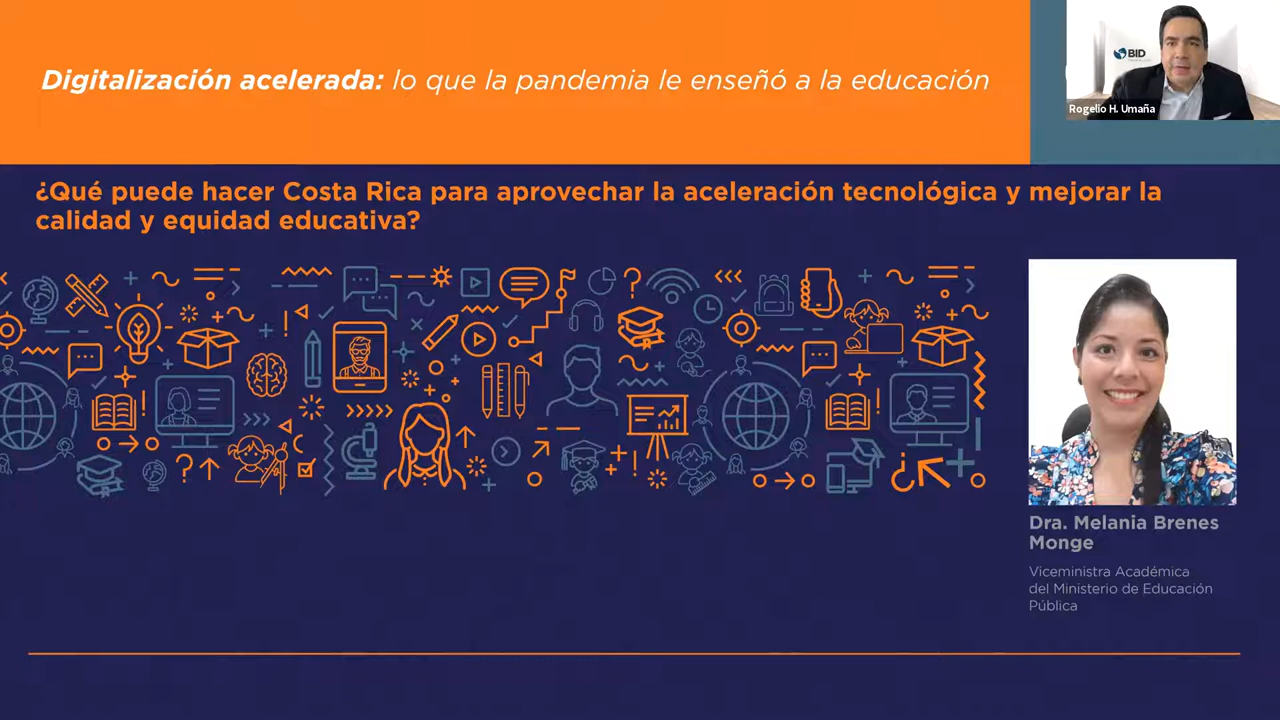 Digitalización acelerada: lo que la pandemia le enseñó a la educación
BID
Rogelio H. Umaña
¿Qué puede hacer Costa Rica para aprovechar la aceleración tecnológica y mejorar la
calidad y equidad educativa?
Dra. Melania Brenes
Monge
Viceministra Académica
del Ministerio de Educación
Pública